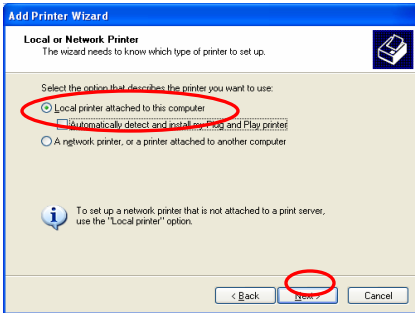 Add Printer Wizard
Local or Network Printer
The wizard needs to know which type of printer to set up.
Select the option that describes the printer you want to use:
Local printer attached to this computer
Automatically detect and install my Plug and Play printer
A network printer, or a printer attached to another computer
To set up a network printer that is not attached to a print server,
use the "Local printer" option.
< Back Next > Cancel